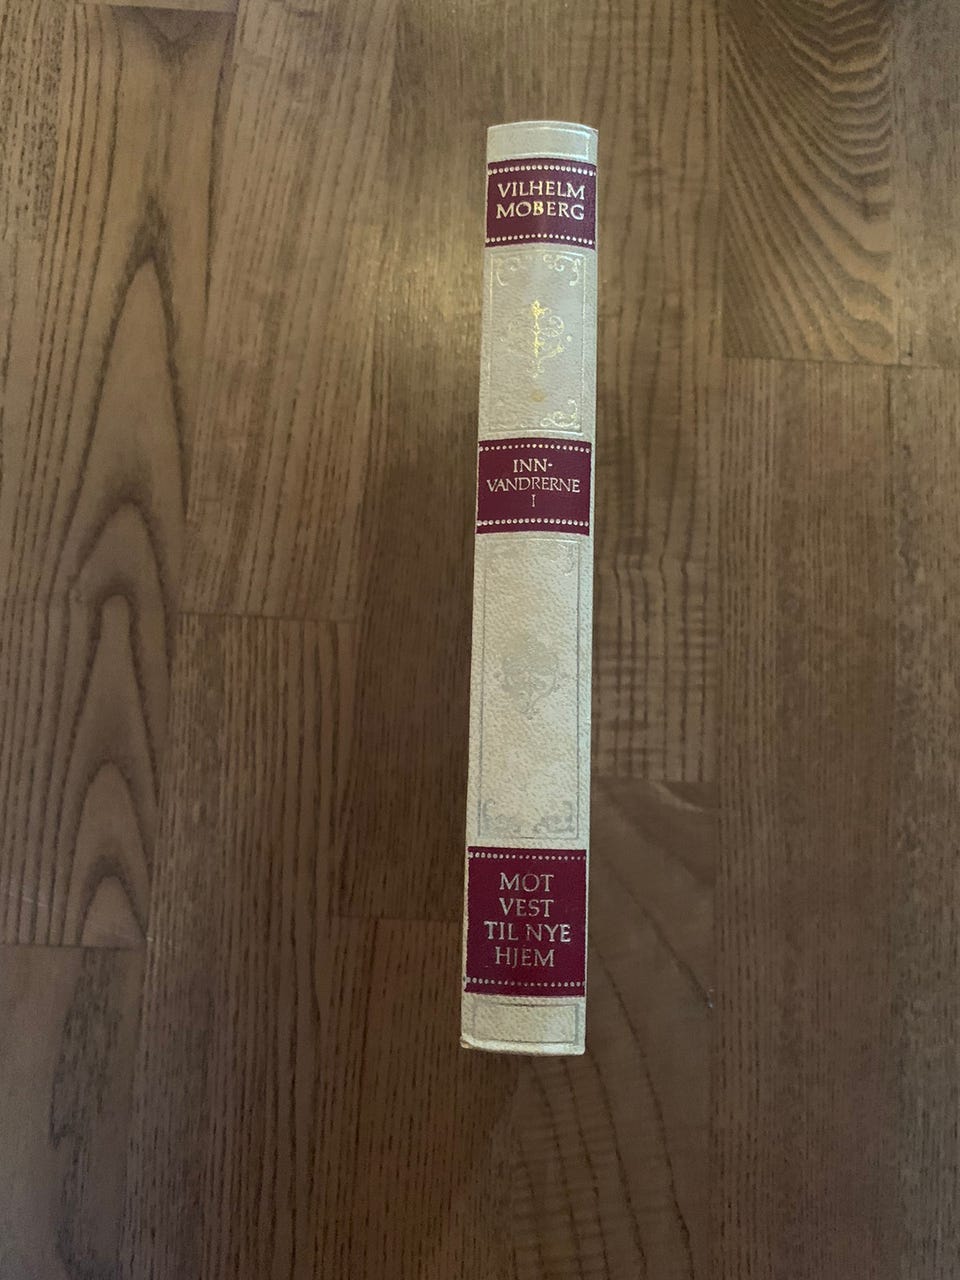 VILHELM
MOBERG
INN-
VANDRERNE
I
MOT
VEST
TIL NYE
HJEM